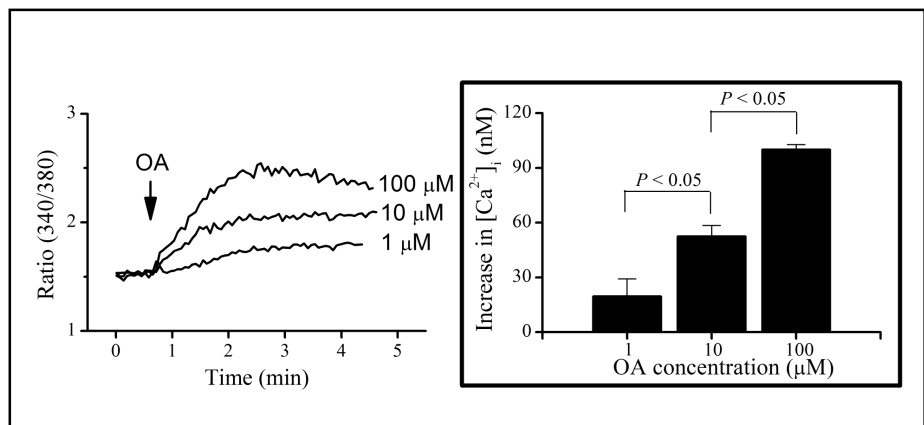 3
2
1
Ratio (340/380)
OA
100 μM
10 μM
1 μM
0 1 2 3 4 5
Time (min)
120
90
60
30
0
Increase in [Ca²⁺]ᵢ (nM)
P < 0.05
P < 0.05
1 10 100
OA concentration (μM)